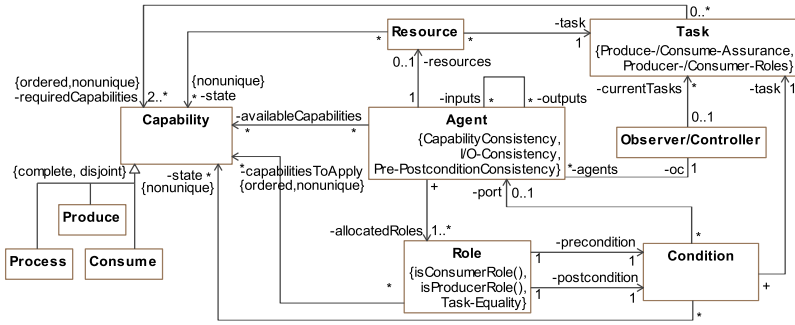 0..*
Resource
*
*
-task
1
Task
{Produce-/Consume-Assurance,
Producer-/Consumer-Roles}
0..1
-resources
{ordered,nonunique}
-requiredCapabilities
2..*
{nonunique}
*
-state
-currentTasks
*
-task
1
1
-inputs
*
*
-outputs
Capability
-availableCapabilities
*
*
Agent
{CapabilityConsistency,
I/O-Consistency,
Pre-PostconditionConsistency}
0..1
Observer/Controller
{complete, disjoint}
-state
*
{nonunique}
*
-capabilitiesToApply
{ordered,nonunique}
*-agents
-oc
1
-port
0..1
+
Produce
Process
Consume
-allocatedRoles
1..*
*
Role
{isConsumerRole(),
isProducerRole(),
Task-Equality}
*
1
-precondition
1
1
-postcondition
1
Condition
+
*